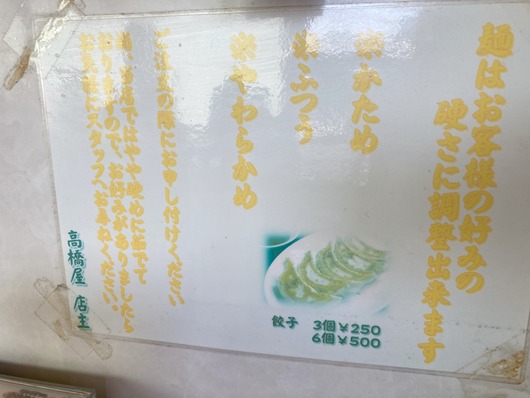 麺はお客様の好みの
硬さに調整出来ます
※かため
※ふつう
※やわらかめ
ご注文の際にお申し付けください
尚、当店ではやや硬めに茹でて
おりますので、お好みがありましたら
お気軽にスタッフへお尋ねください。
高橋屋 店主
餃子 3個￥250
6個￥500